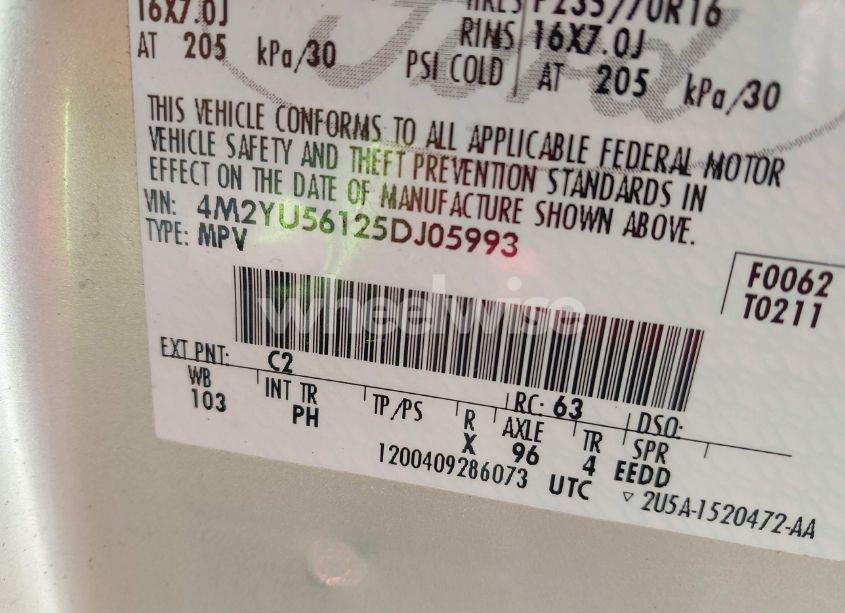 16X7.0J
AT 205 kPa/30
TIRES P235/70R16
RIMS 16X7.0J
PSI COLD AT 205 kPa/30
THIS VEHICLE CONFORMS TO ALL APPLICABLE FEDERAL MOTOR
VEHICLE SAFETY AND THEFT PREVENTION STANDARDS IN
EFFECT ON THE DATE OF MANUFACTURE SHOWN ABOVE.
VIN: 4M2YU56125DJ05993
TYPE: MPV
F0062
T0211
wheelwise
EXT PNT: C2
RC: 63 DSO:
WB INT TR TP/PS R AXLE TR SPR
103 PH X 96 4 EEDD
1200409286073 UTC ▽ 2U5A-1520472-AA